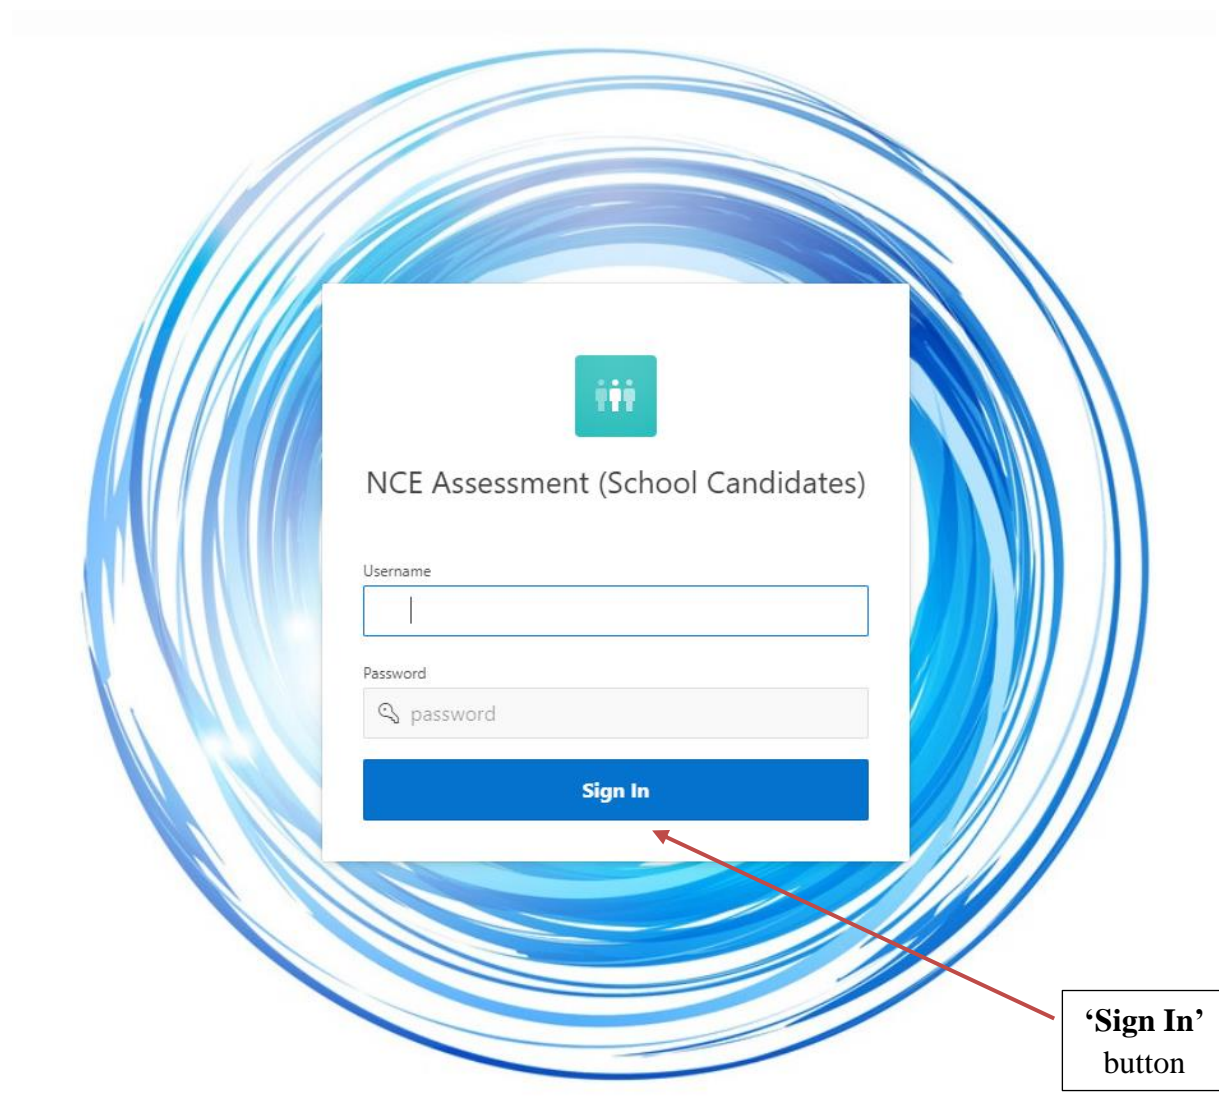 NCE Assessment (School Candidates)
Username
Password
password
Sign In
‘Sign In’
button